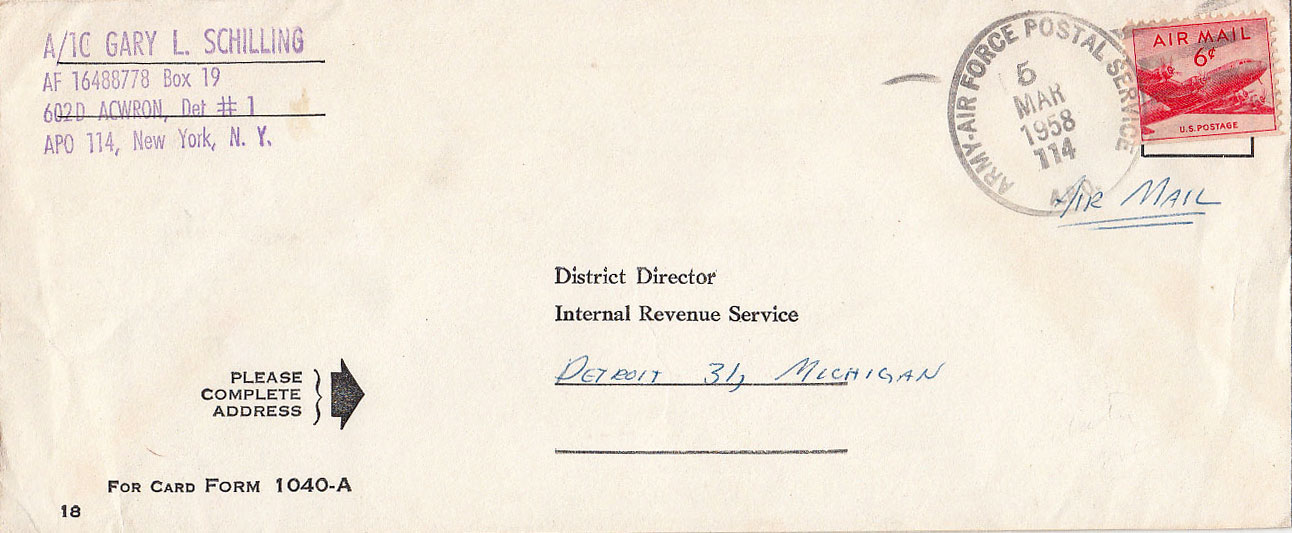 A/1C GARY L. SCHILLING
AF 16488778 Box 19
602D ACWRON, Det # 1
APO 114, New York, N. Y.
ARMY-AIR FORCE POSTAL SERVICE
5
MAR
1958
114
A.P.O.
AIR MAIL
6¢
U.S. POSTAGE
AIR MAIL
District Director
Internal Revenue Service
DETROIT 31, MICHIGAN
PLEASE
COMPLETE
ADDRESS
FOR CARD FORM 1040-A
18